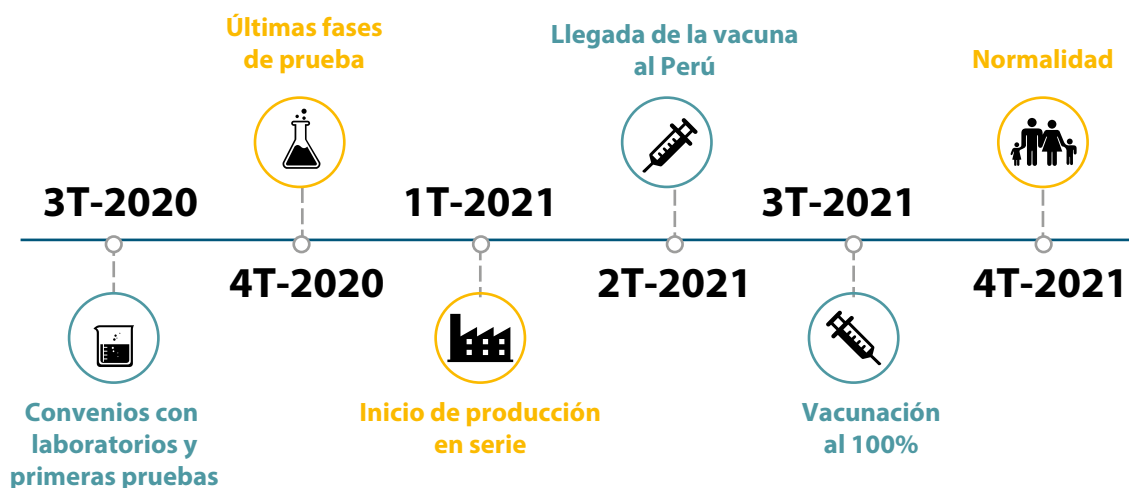 Últimas fases
de prueba
Llegada de la vacuna
al Perú
Normalidad
3T-2020
1T-2021
3T-2021
4T-2020
2T-2021
4T-2021
Convenios con
laboratorios y
primeras pruebas
Inicio de producción
en serie
Vacunación
al 100%